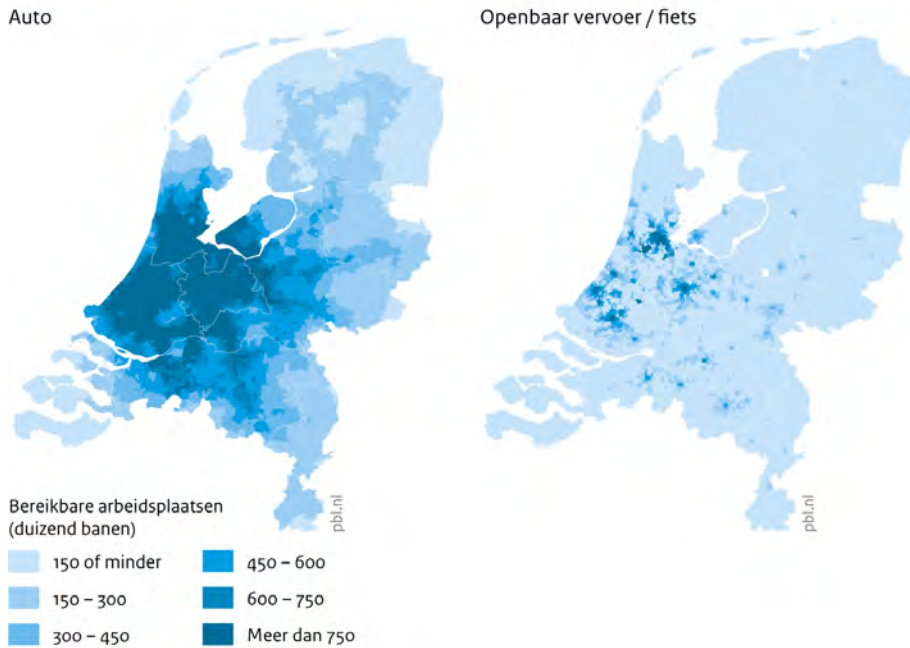 Auto
Openbaar vervoer / fiets
Bereikbare arbeidsplaatsen
(duizend banen)
150 of minder
150 – 300
300 – 450
450 – 600
600 – 750
Meer dan 750
pbl.nl
pbl.nl